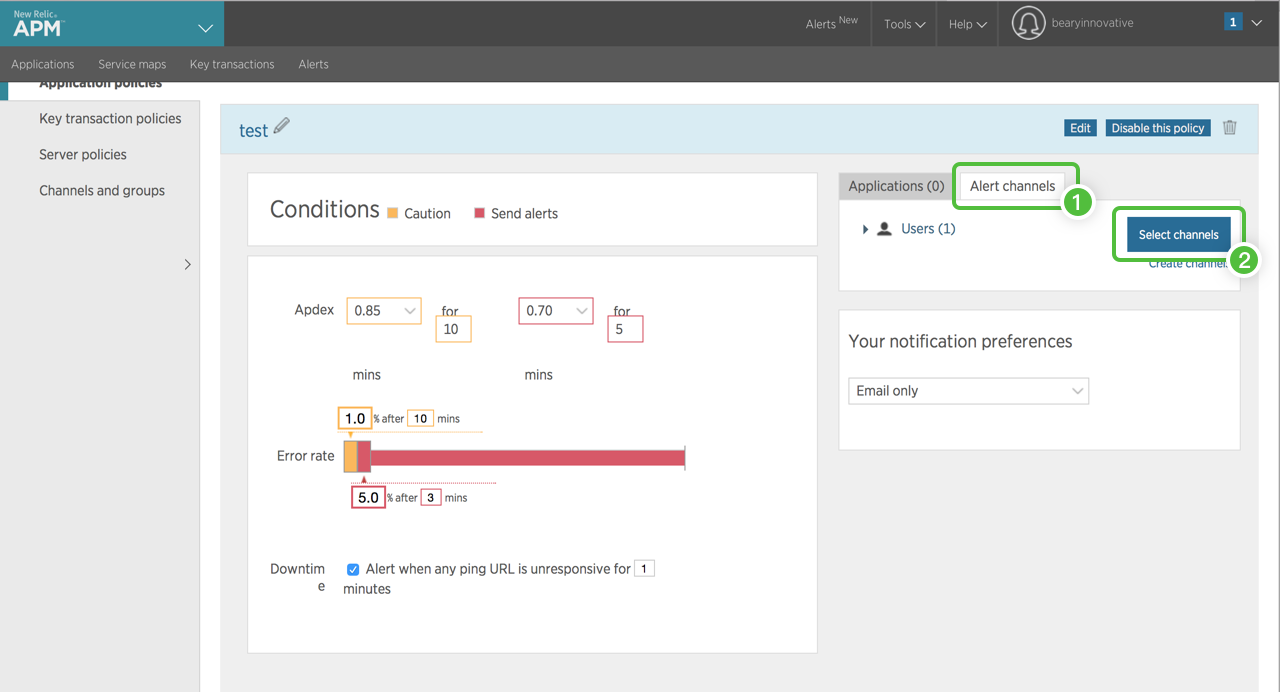 New Relic®
APM™
Alerts New
Tools
Help
bearyinnovative
1
Applications
Service maps
Key transactions
Alerts
Application policies
Key transaction policies
Server policies
Channels and groups
test
Edit
Disable this policy
Conditions
Caution
Send alerts
Apdex
0.85
for
10
mins
0.70
for
5
mins
1.0 % after 10 mins
Error rate
5.0 % after 3 mins
Downtim
e
Alert when any ping URL is unresponsive for 1
minutes
Applications (0)
Alert channels
1
Users (1)
Select channels
2
Create channel
Your notification preferences
Email only